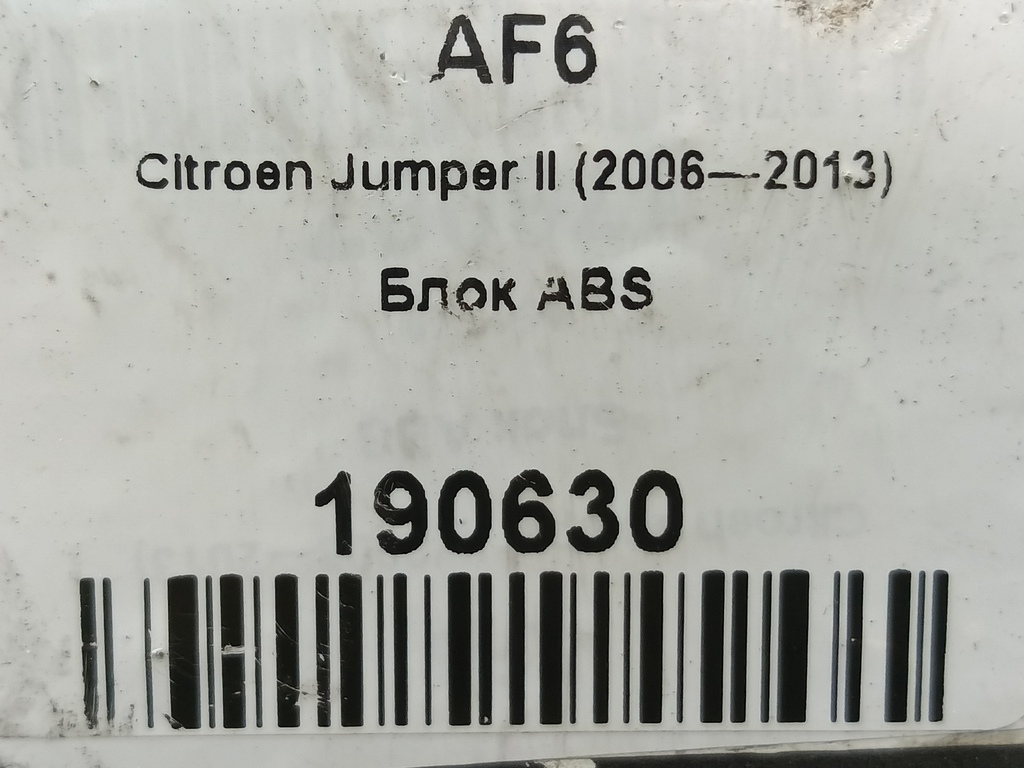 AF6
Citroen Jumper II (2006—2013)
Блок ABS
190630